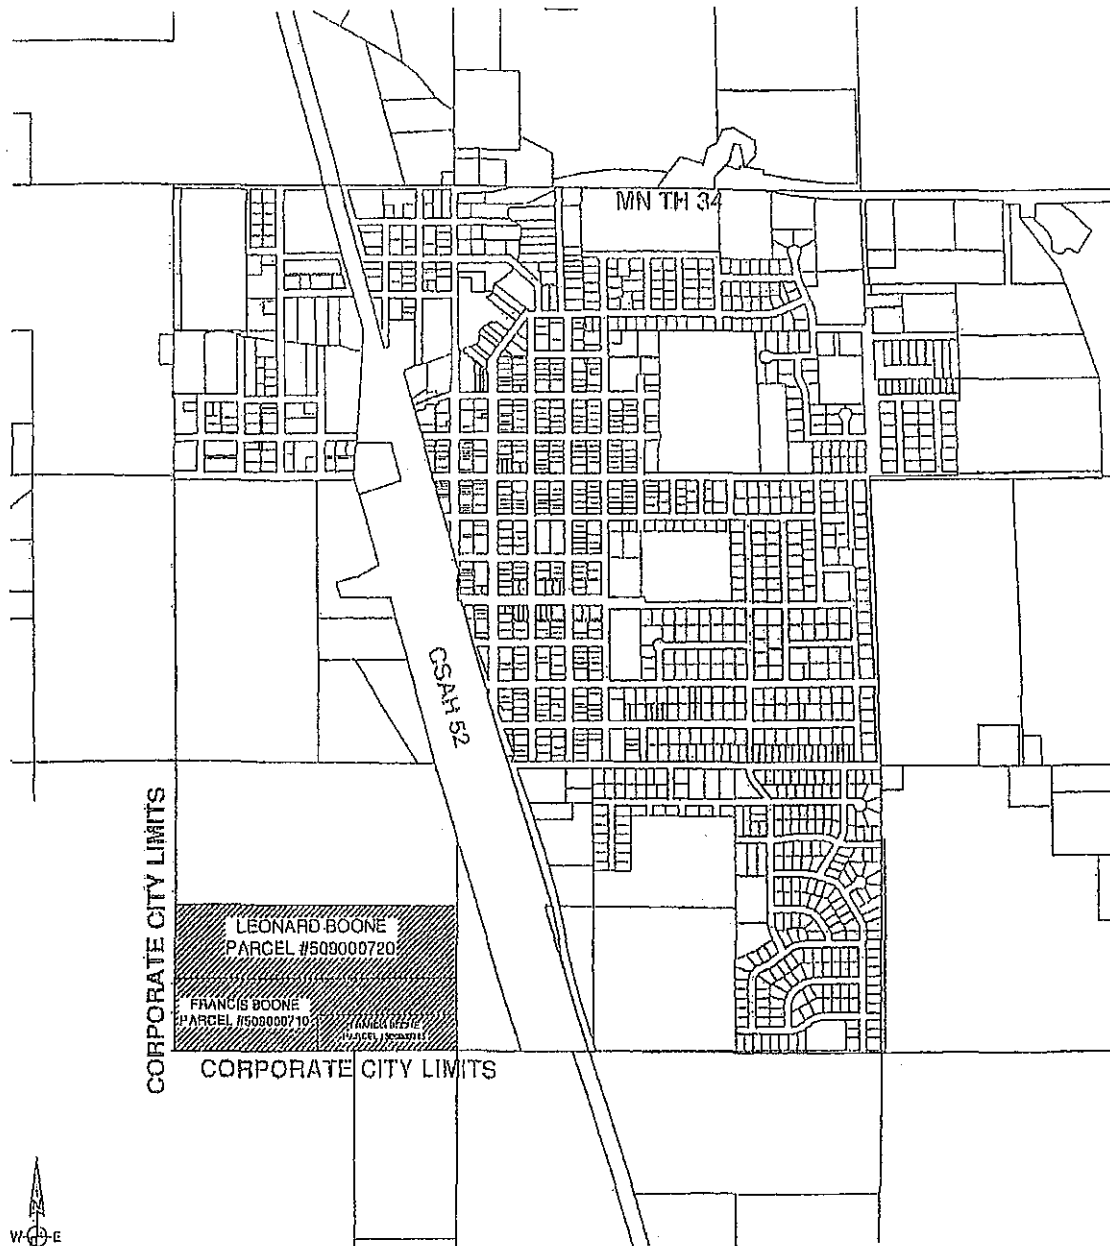 MN TH 34
CSAH 52
CORPORATE CITY LIMITS
LEONARD BOONE
PARCEL #509000720
FRANCIS BOONE
PARCEL #509000710
CORPORATE CITY LIMITS
W E